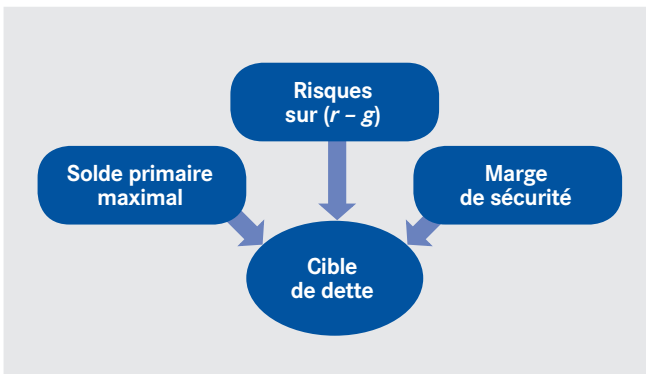 Risques
sur (r – g)
Solde primaire
maximal
Marge
de sécurité
Cible
de dette